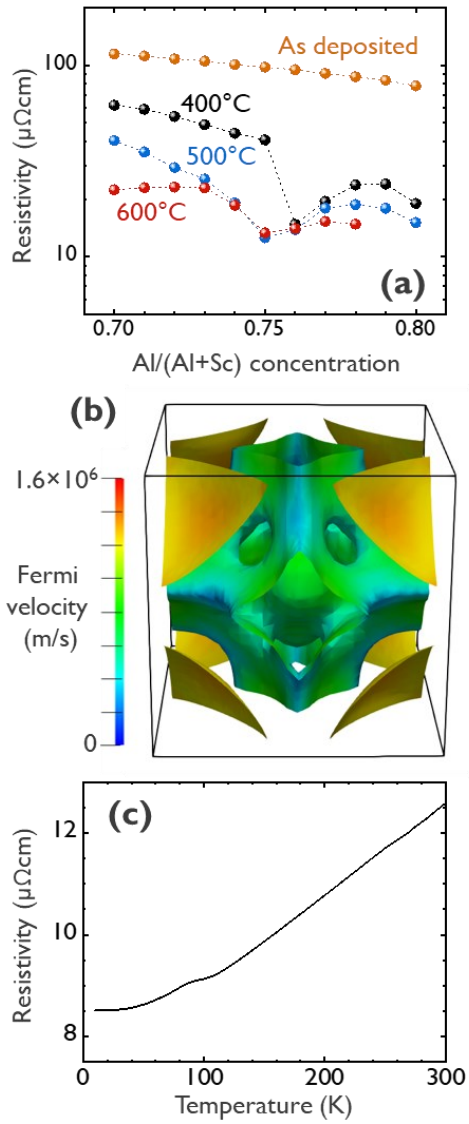 100
As deposited
400°C
500°C
600°C
10
Resistivity (μΩcm)
(a)
0.70
0.75
0.80
Al/(Al+Sc) concentration
(b)
1.6×10⁶
Fermi
velocity
(m/s)
0
(c)
12
10
8
Resistivity (μΩcm)
0
100
200
300
Temperature (K)